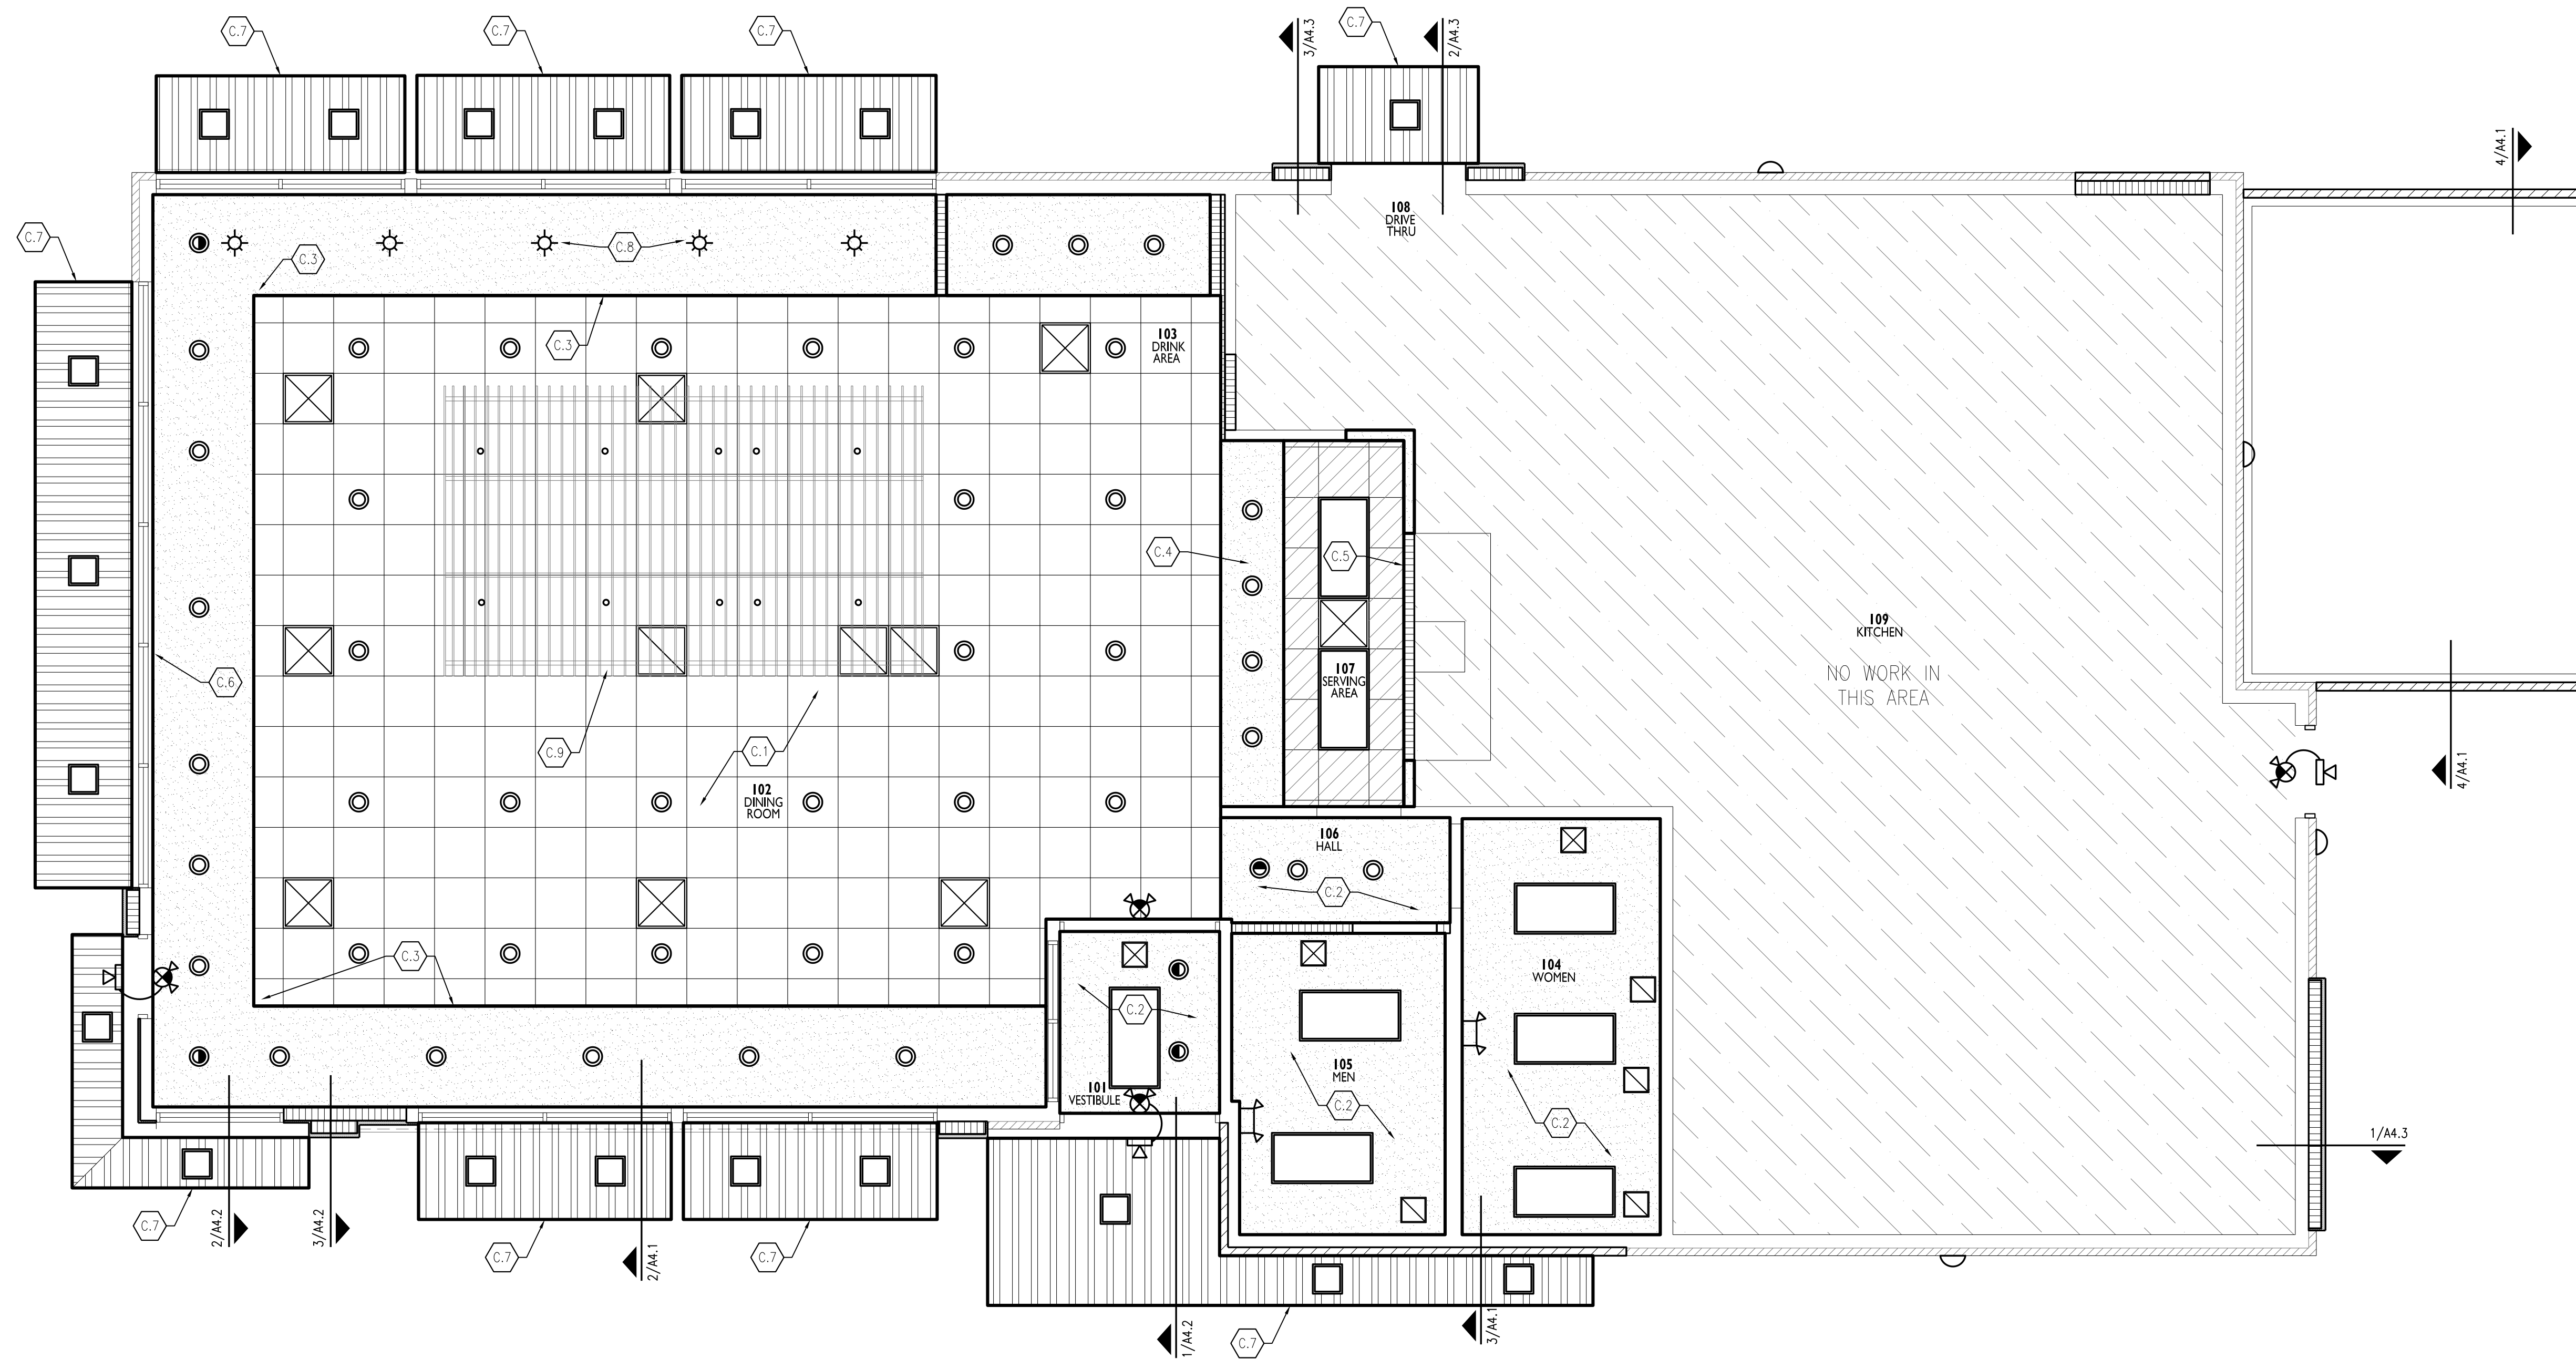 C.7
C.7
C.7
C.7
3/A4.3
2/A4.3
4/A4.1
C.7
108
DRIVE
THRU
C.8
C.3
C.3
103
DRINK
AREA
C.4
C.5
C.6
107
SERVING
AREA
109
KITCHEN
NO WORK IN
THIS AREA
C.9
C.1
102
DINING
ROOM
4/A4.1
106
HALL
C.2
C.3
104
WOMEN
C.2
105
MEN
101
VESTIBULE
C.2
C.2
1/A4.3
C.7
2/A4.2
3/A4.2
C.7
2/A4.1
C.7
1/A4.2
C.7
3/A4.1